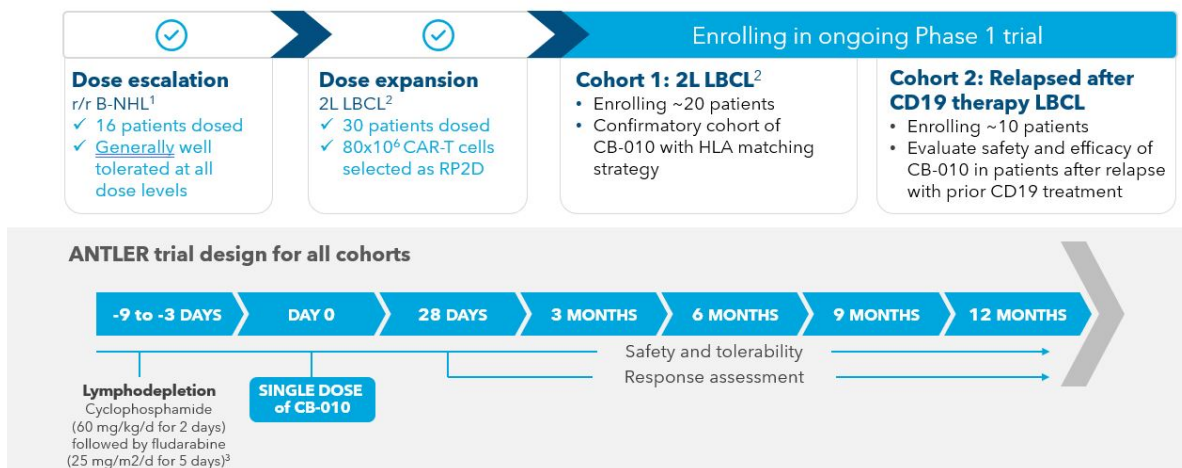 Enrolling in ongoing Phase 1 trial
Dose escalation
r/r B-NHL¹
✓ 16 patients dosed
✓ Generally well
tolerated at all
dose levels
Dose expansion
2L LBCL²
✓ 30 patients dosed
✓ 80x10⁶ CAR-T cells
selected as RP2D
Cohort 1: 2L LBCL²
• Enrolling ~20 patients
• Confirmatory cohort of
CB-010 with HLA matching
strategy
Cohort 2: Relapsed after
CD19 therapy LBCL
• Enrolling ~10 patients
• Evaluate safety and efficacy of
CB-010 in patients after relapse
with prior CD19 treatment
ANTLER trial design for all cohorts
-9 to -3 DAYS
DAY 0
28 DAYS
3 MONTHS
6 MONTHS
9 MONTHS
12 MONTHS
Safety and tolerability
Response assessment
Lymphodepletion
Cyclophosphamide
(60 mg/kg/d for 2 days)
followed by fludarabine
(25 mg/m2/d for 5 days)³
SINGLE DOSE
of CB-010